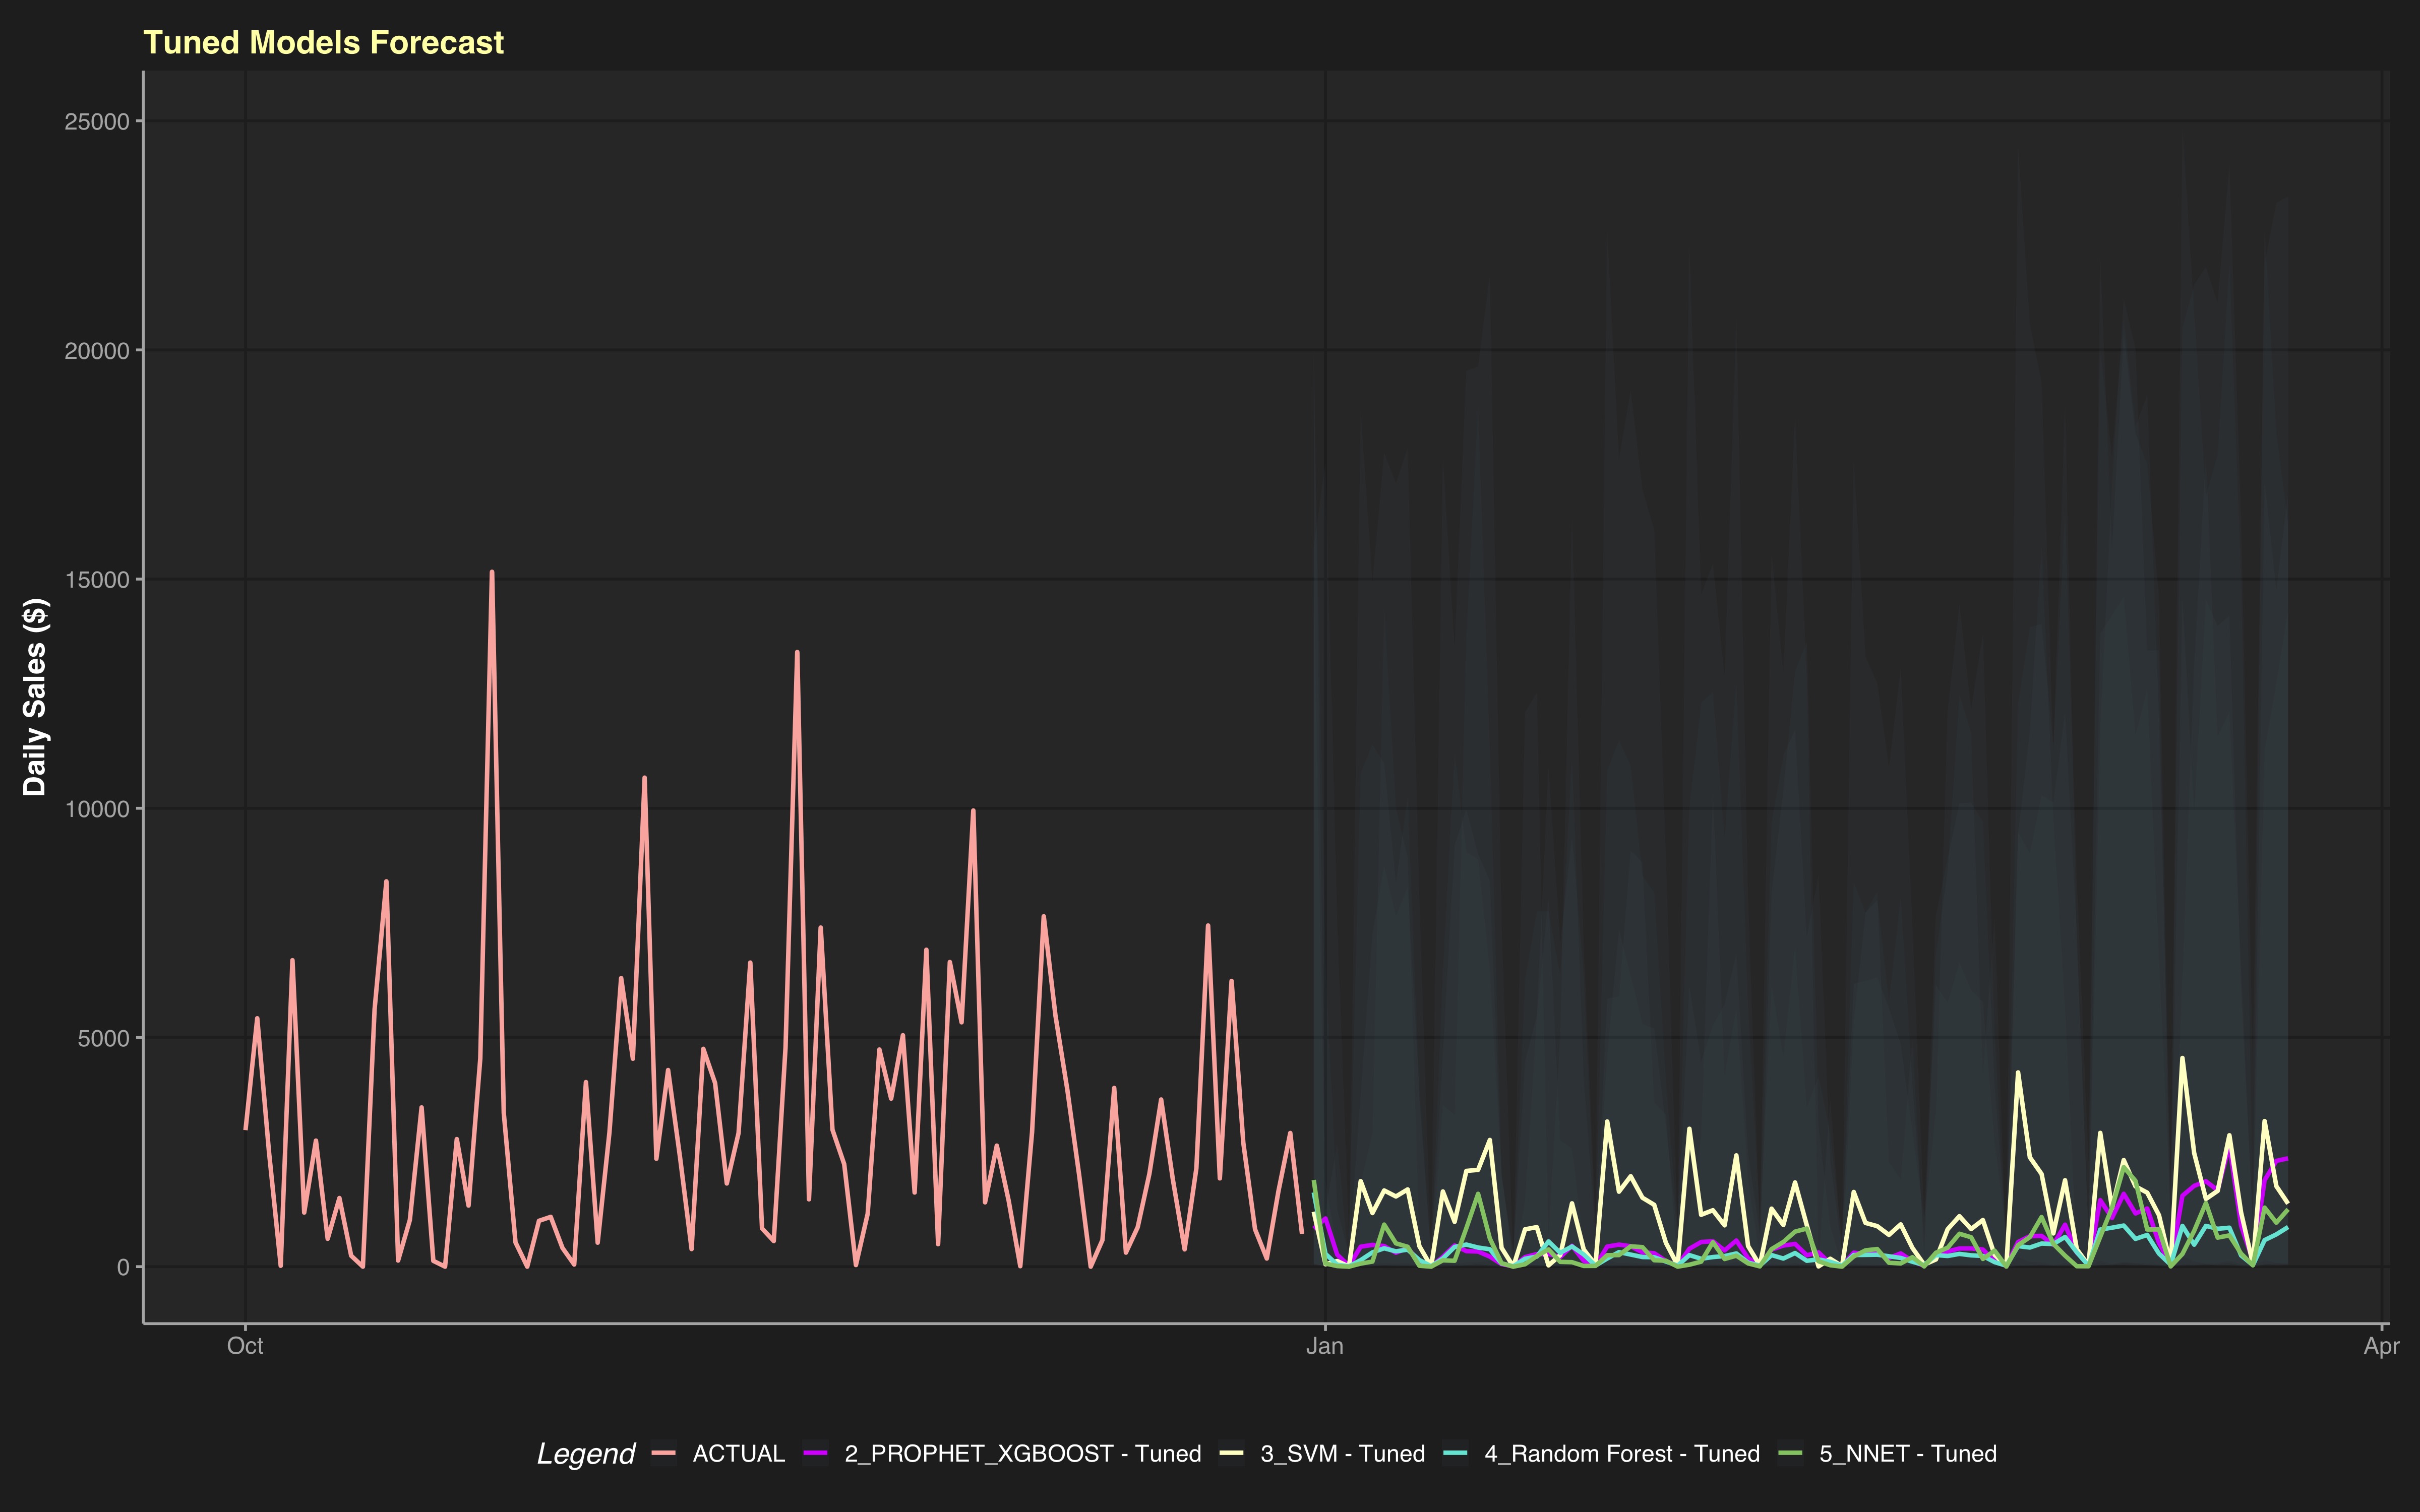 Tuned Models Forecast
Daily Sales ($)
25000
20000
15000
10000
5000
0
Oct Jan Apr
Legend ACTUAL 2_PROPHET_XGBOOST - Tuned 3_SVM - Tuned 4_Random Forest - Tuned 5_NNET - Tuned